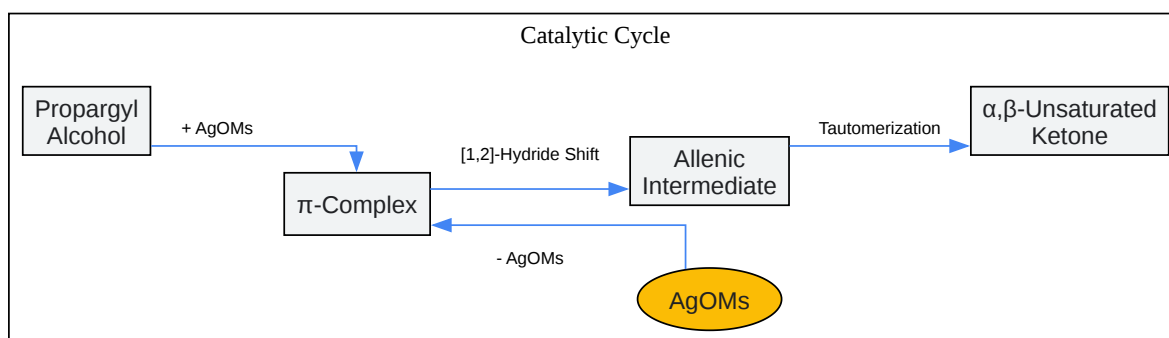 Catalytic Cycle
Propargyl
Alcohol
+ AgOMs
π-Complex
[1,2]-Hydride Shift
Allenic
Intermediate
Tautomerization
α,β-Unsaturated
Ketone
- AgOMs
AgOMs